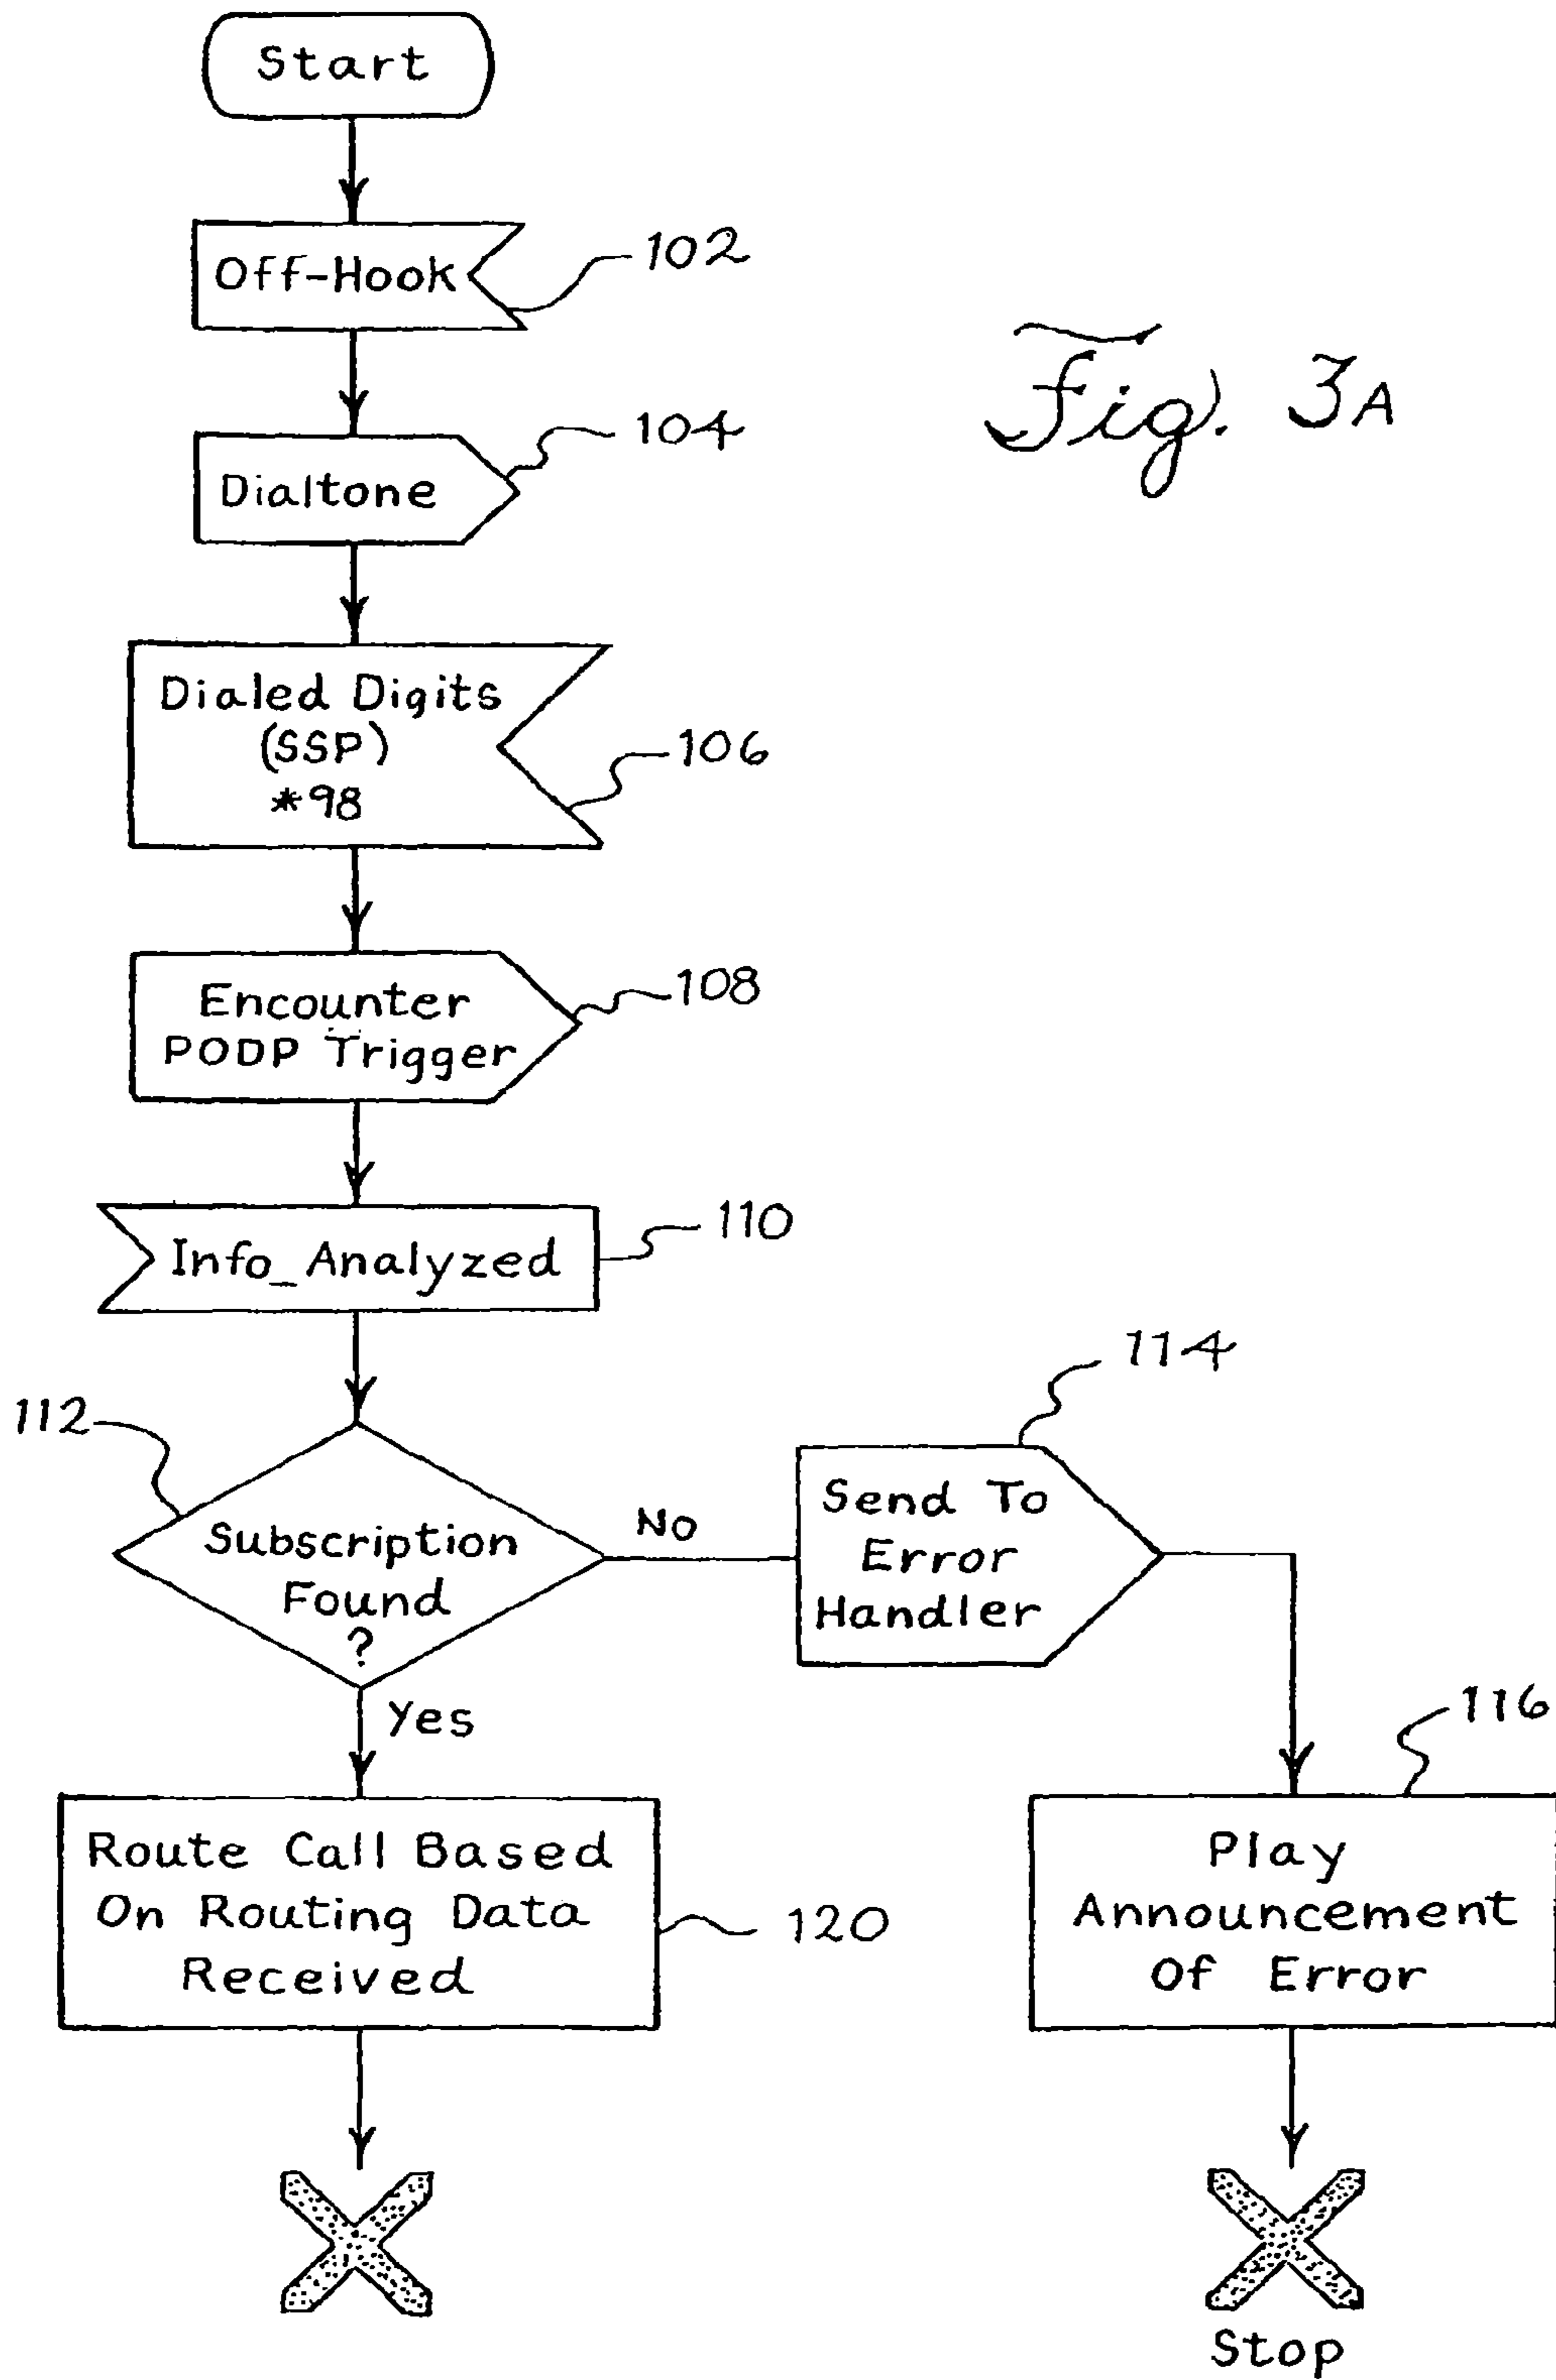 Start
Off-Hook
102
Fig. 3A
Dialtone
104
Dialed Digits
(SSP)
*98
106
Encounter
PODP Trigger
108
Info_Analyzed
110
112
Subscription
Found
?
No
Yes
114
Send To
Error
Handler
116
Route Call Based
On Routing Data
Received
120
Play
Announcement
Of Error
Stop